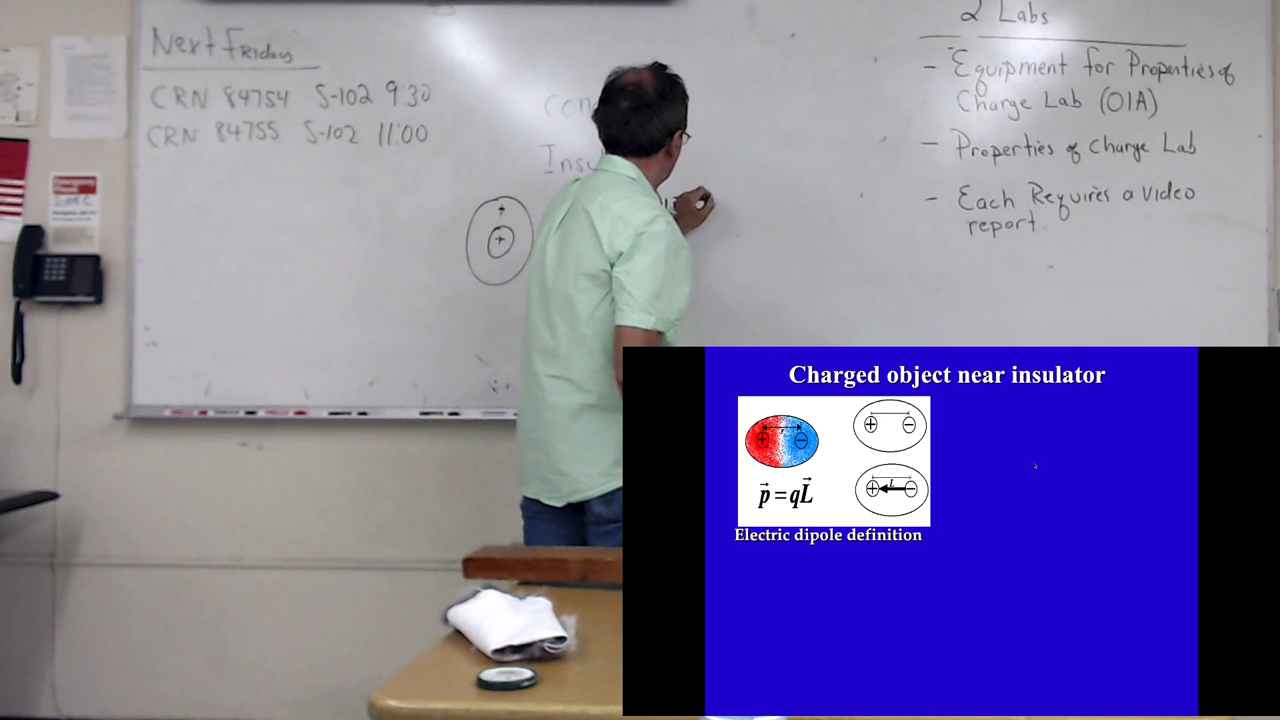 Next Friday
CRN 84754 S-102 9:30
CRN 84755 S-102 11:00
+
+
2 Labs
- Equipment for Properties of
Charge Lab (OIA)
- Properties of Charge Lab
- Each Requires a video
report.
Charged object near insulator
+ −
+ −
+ L −
p = qL
Electric dipole definition